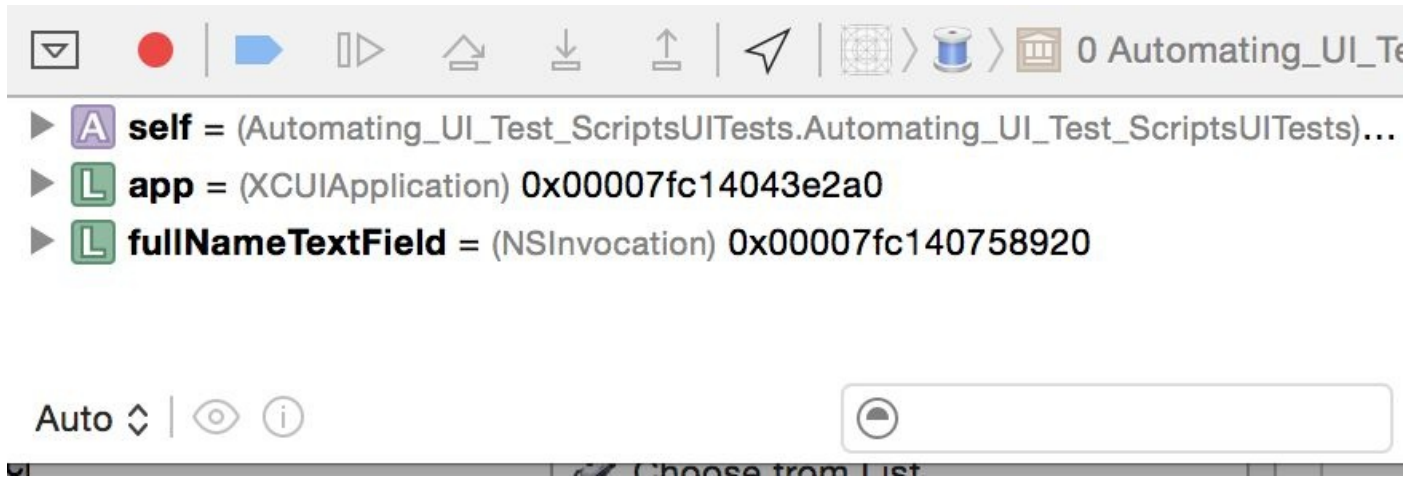 0 Automating_UI_Te
A self = (Automating_UI_Test_ScriptsUITests.Automating_UI_Test_ScriptsUITests)...
L app = (XCUIApplication) 0x00007fc14043e2a0
L fullNameTextField = (NSInvocation) 0x00007fc140758920
Auto
Choose from List